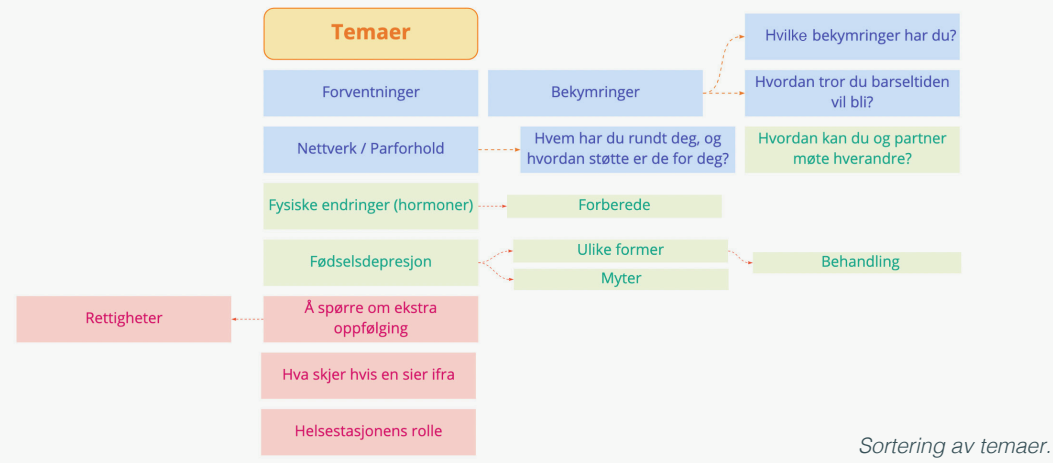 Temaer
Hvilke bekymringer har du?
Forventninger
Bekymringer
Hvordan tror du barseltiden
vil bli?
Nettverk / Parforhold
Hvem har du rundt deg, og
hvordan støtte er de for deg?
Hvordan kan du og partner
møte hverandre?
Fysiske endringer (hormoner)
Forberede
Fødselsdepresjon
Ulike former
Myter
Behandling
Rettigheter
Å spørre om ekstra
oppfølging
Hva skjer hvis en sier ifra
Helsestasjonens rolle
Sortering av temaer.